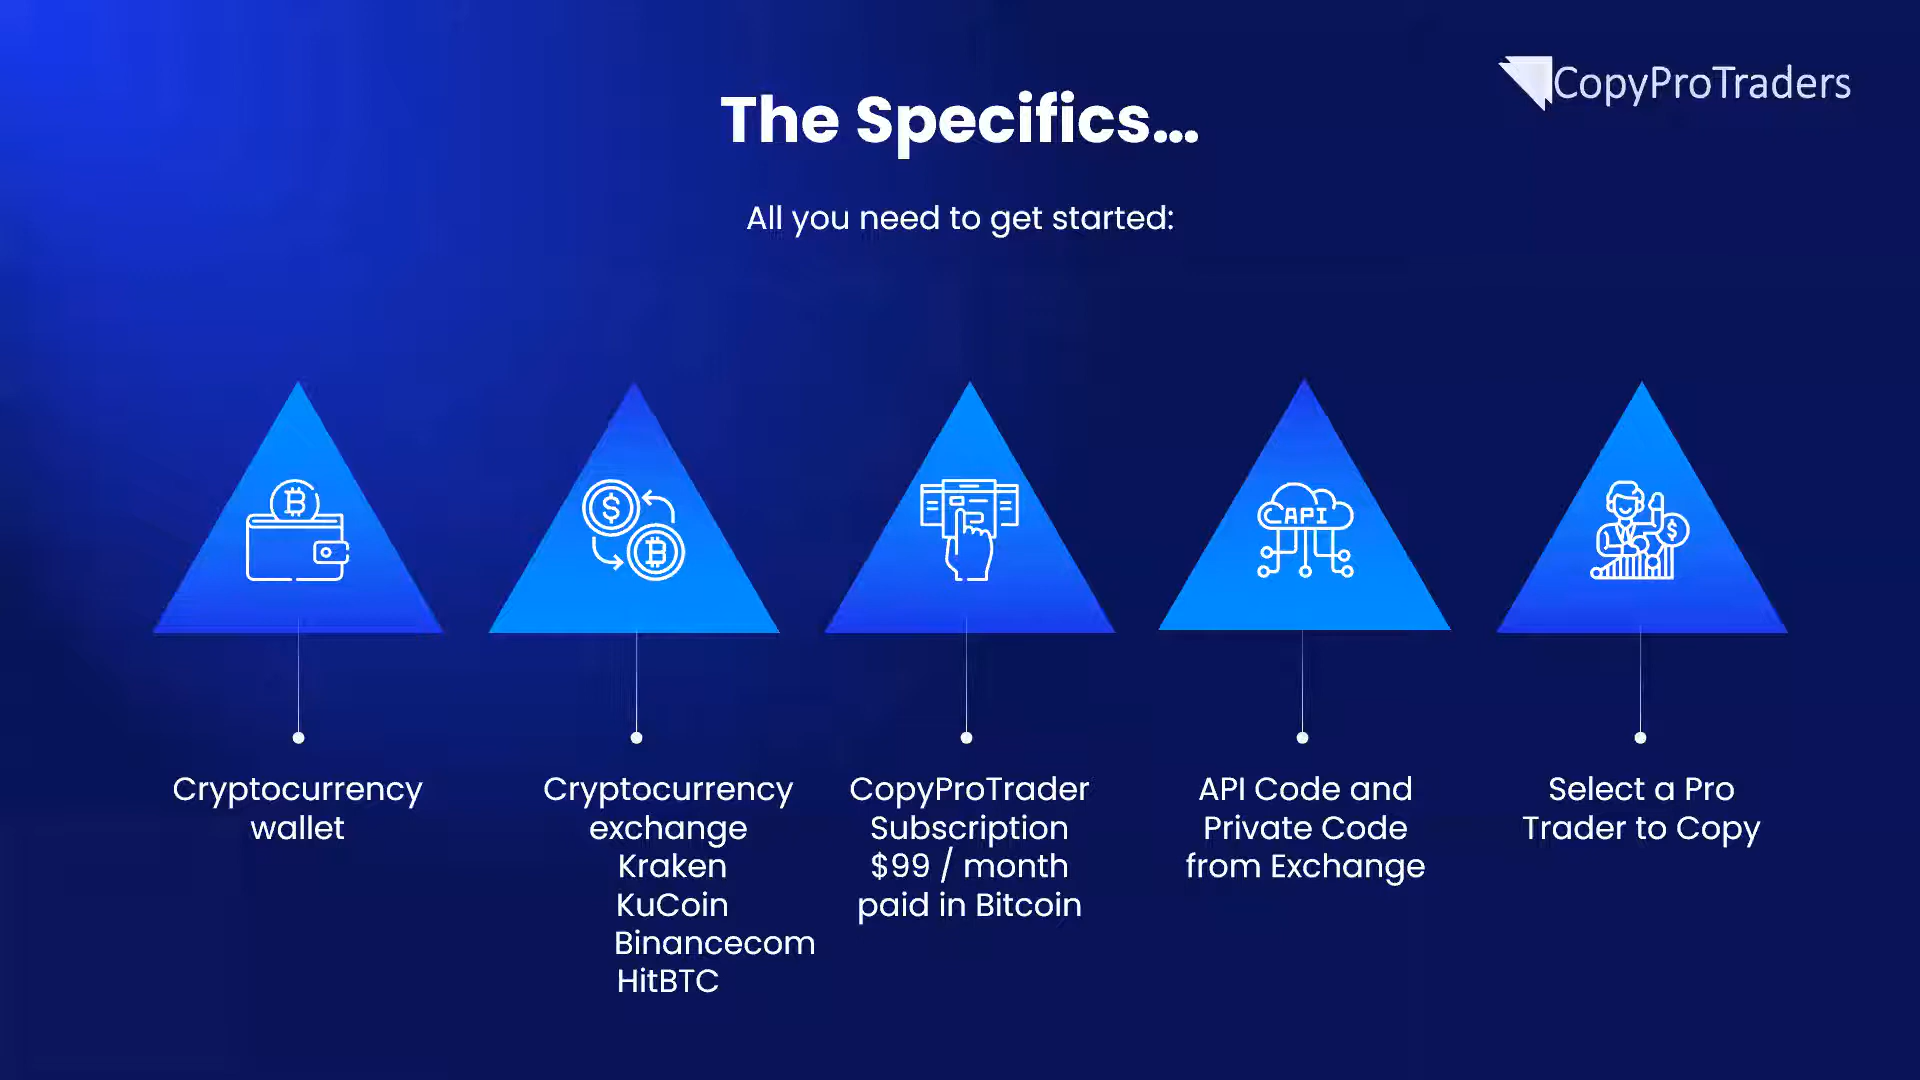 CopyProTraders
The Specifics...
All you need to get started:
B
$
B
API
$
Cryptocurrency
wallet
Cryptocurrency
exchange
Kraken
KuCoin
Binancecom
HitBTC
CopyProTrader
Subscription
$99 / month
paid in Bitcoin
API Code and
Private Code
from Exchange
Select a Pro
Trader to Copy